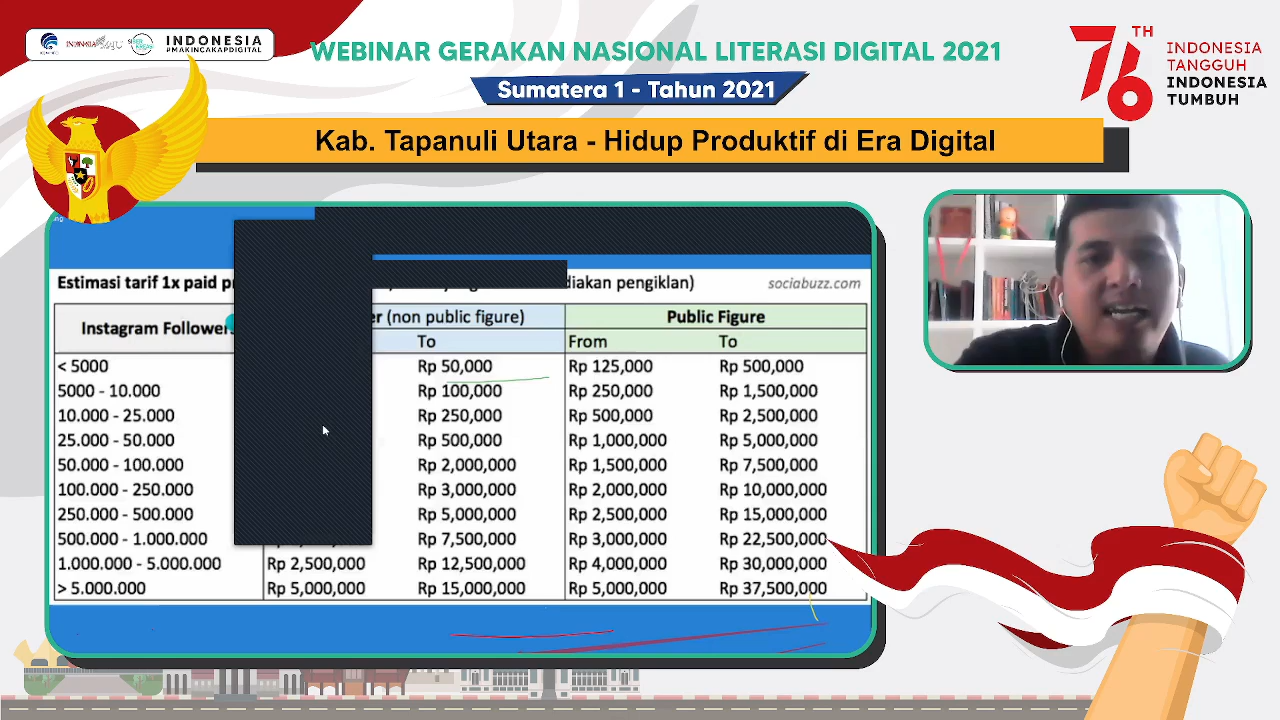 INDONESIA
#MAKINCAKAPDIGITAL
WEBINAR GERAKAN NASIONAL LITERASI DIGITAL 2021
Sumatera 1 - Tahun 2021
76 TH
INDONESIA
TANGGUH
INDONESIA
TUMBUH
Kab. Tapanuli Utara - Hidup Produktif di Era Digital
Estimasi tarif 1x paid diakan pengiklan) sociabuzz.com
Instagram (non public figure) Public Figure
To From To
< 5000 Rp 50,000 Rp 125,000 Rp 500,000
5000 - 10.000 Rp 100,000 Rp 250,000 Rp 1,500,000
10.000 - 25.000 Rp 250,000 Rp 500,000 Rp 2,500,000
25.000 - 50.000 Rp 500,000 Rp 1,000,000 Rp 5,000,000
50.000 - 100.000 Rp 2,000,000 Rp 1,500,000 Rp 7,500,000
100.000 - 250.000 Rp 3,000,000 Rp 2,000,000 Rp 10,000,000
250.000 - 500.000 Rp 5,000,000 Rp 2,500,000 Rp 15,000,000
500.000 - 1.000.000 Rp 7,500,000 Rp 3,000,000 Rp 22,500,000
1.000.000 - 5.000.000 Rp 2,500,000 Rp 12,500,000 Rp 4,000,000 Rp 30,000,000
> 5.000.000 Rp 5,000,000 Rp 15,000,000 Rp 5,000,000 Rp 37,500,000